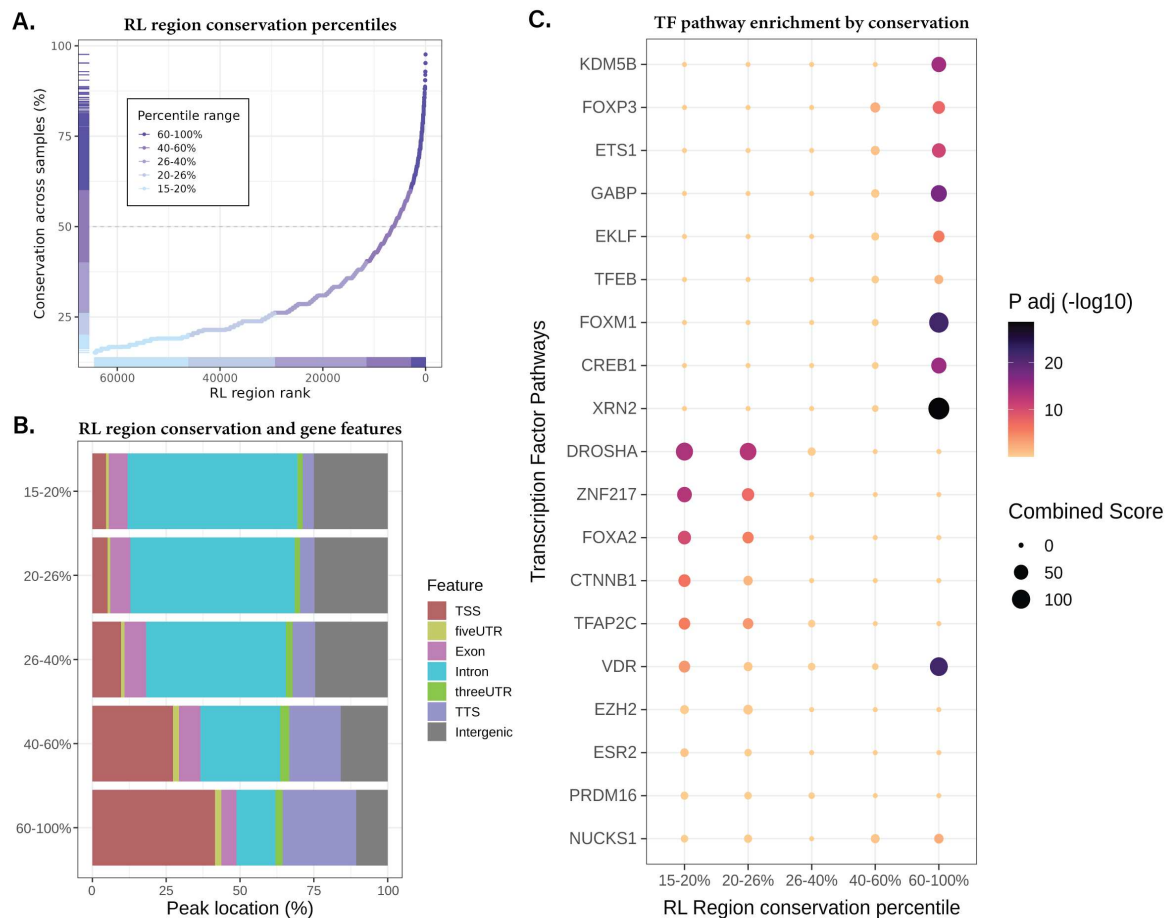 A.
RL region conservation percentiles
Conservation across samples (%)
100
75
50
25
Percentile range
60-100%
40-60%
26-40%
20-26%
15-20%
60000
40000
20000
0
RL region rank
B.
RL region conservation and gene features
15-20%
20-26%
26-40%
40-60%
60-100%
0
25
50
75
100
Peak location (%)
Feature
TSS
fiveUTR
Exon
Intron
threeUTR
TTS
Intergenic
C.
TF pathway enrichment by conservation
Transcription Factor Pathways
KDM5B
FOXP3
ETS1
GABP
EKLF
TFEB
FOXM1
CREB1
XRN2
DROSHA
ZNF217
FOXA2
CTNNB1
TFAP2C
VDR
EZH2
ESR2
PRDM16
NUCKS1
15-20%
20-26%
26-40%
40-60%
60-100%
RL Region conservation percentile
P adj (-log10)
20
10
Combined Score
0
50
100